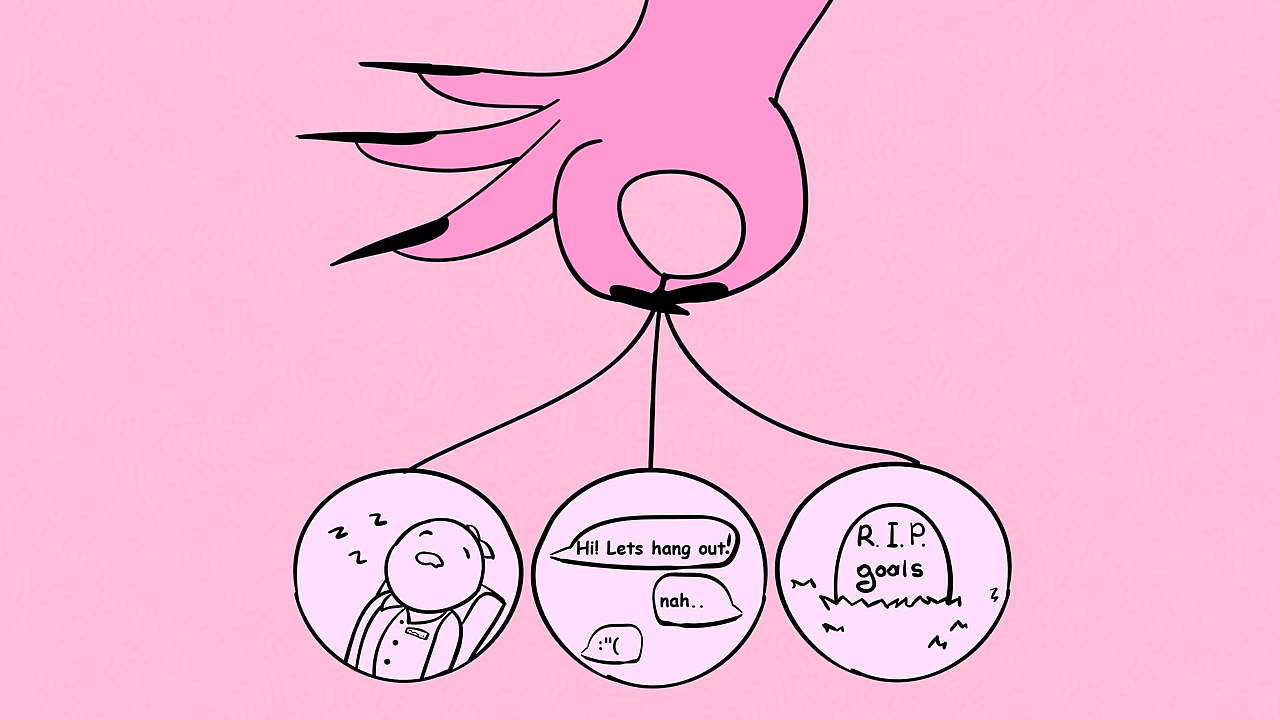 z z
z
Hi! Lets hang out!
nah..
:"(
R.I.P.
goals